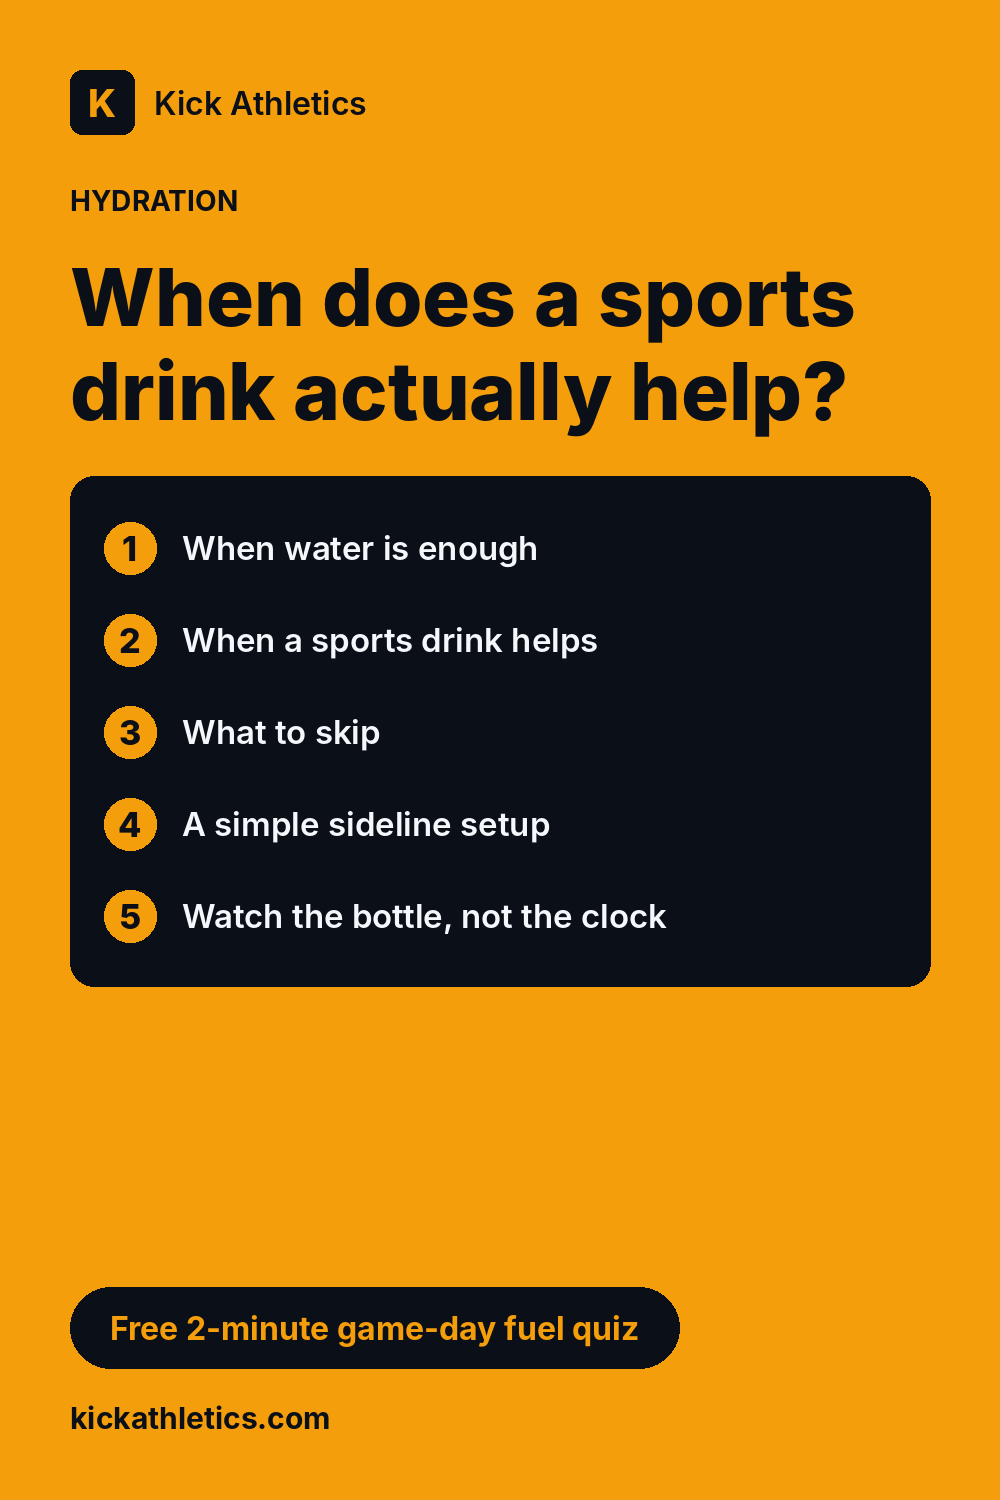 K
Kick Athletics
HYDRATION
When does a sports
drink actually help?
1 When water is enough
2 When a sports drink helps
3 What to skip
4 A simple sideline setup
5 Watch the bottle, not the clock
Free 2-minute game-day fuel quiz
kickathletics.com